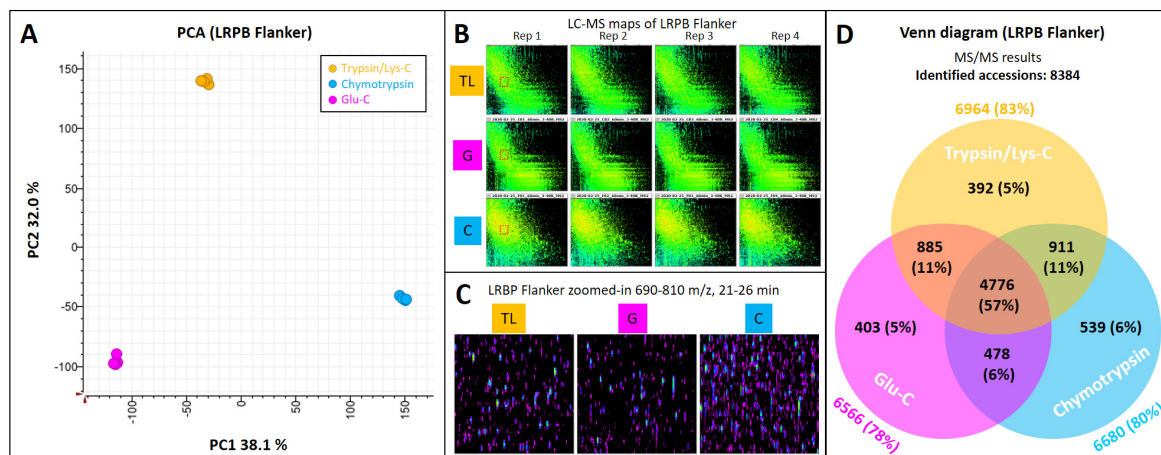 A
PCA (LRPB Flanker)
Trypsin/Lys-C
Chymotrypsin
Glu-C
150
100
50
0
-50
-100
PC2 32.0 %
-100
-50
0
50
100
150
PC1 38.1 %
B
LC-MS maps of LRPB Flanker
Rep 1 Rep 2 Rep 3 Rep 4
TL
G
C
C
LRBP Flanker zoomed-in 690-810 m/z, 21-26 min
TL G C
D
Venn diagram (LRPB Flanker)
MS/MS results
Identified accessions: 8384
6964 (83%)
Trypsin/Lys-C
392 (5%)
885
(11%)
911
(11%)
4776
(57%)
403 (5%)
539 (6%)
478
(6%)
Glu-C
Chymotrypsin
6566 (78%)
6680 (80%)